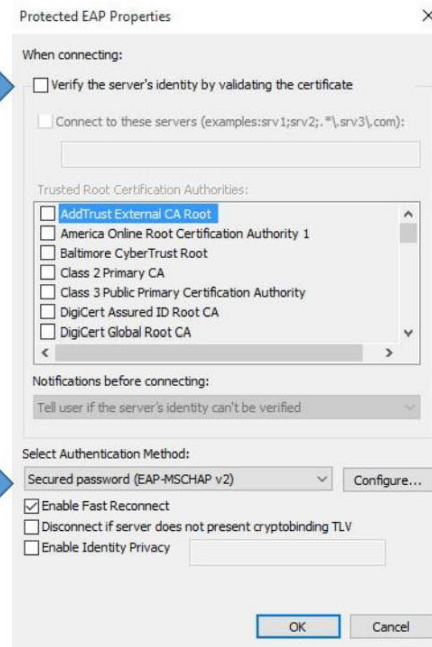 Protected EAP Properties
When connecting:
Verify the server's identity by validating the certificate
Connect to these servers (examples:srv1;srv2;.*\.srv3\.com):
Trusted Root Certification Authorities:
AddTrust External CA Root
America Online Root Certification Authority 1
Baltimore CyberTrust Root
Class 2 Primary CA
Class 3 Public Primary Certification Authority
DigiCert Assured ID Root CA
DigiCert Global Root CA
Notifications before connecting:
Tell user if the server's identity can't be verified
Select Authentication Method:
Secured password (EAP-MSCHAP v2) Configure...
Enable Fast Reconnect
Disconnect if server does not present cryptobinding TLV
Enable Identity Privacy
OK Cancel